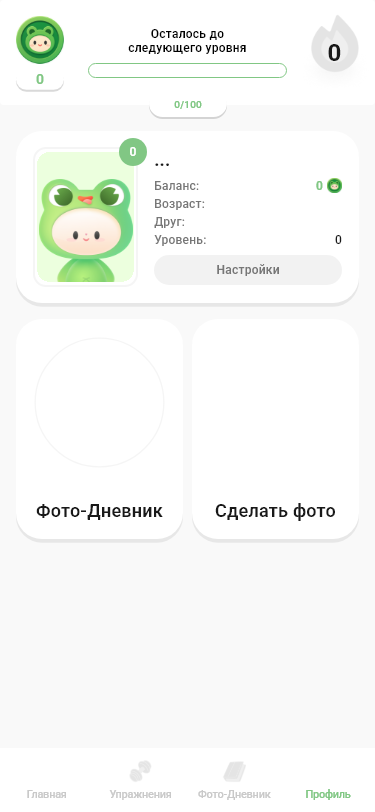 0
Осталось до
следующего уровня
0
0/100
0
...
Баланс:
0
Возраст:
Друг:
Уровень:
0
Настройки
Фото-Дневник
Сделать фото
Главная
Упражнения
Фото-Дневник
Профиль